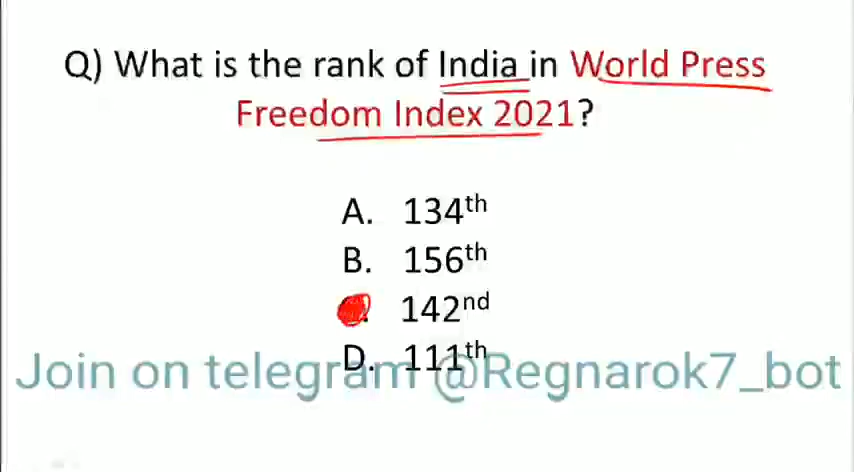 Q) What is the rank of India in World Press
Freedom Index 2021?
A. 134th
B. 156th
142nd
D. 111th
Join on telegram @Regnarok7_bot